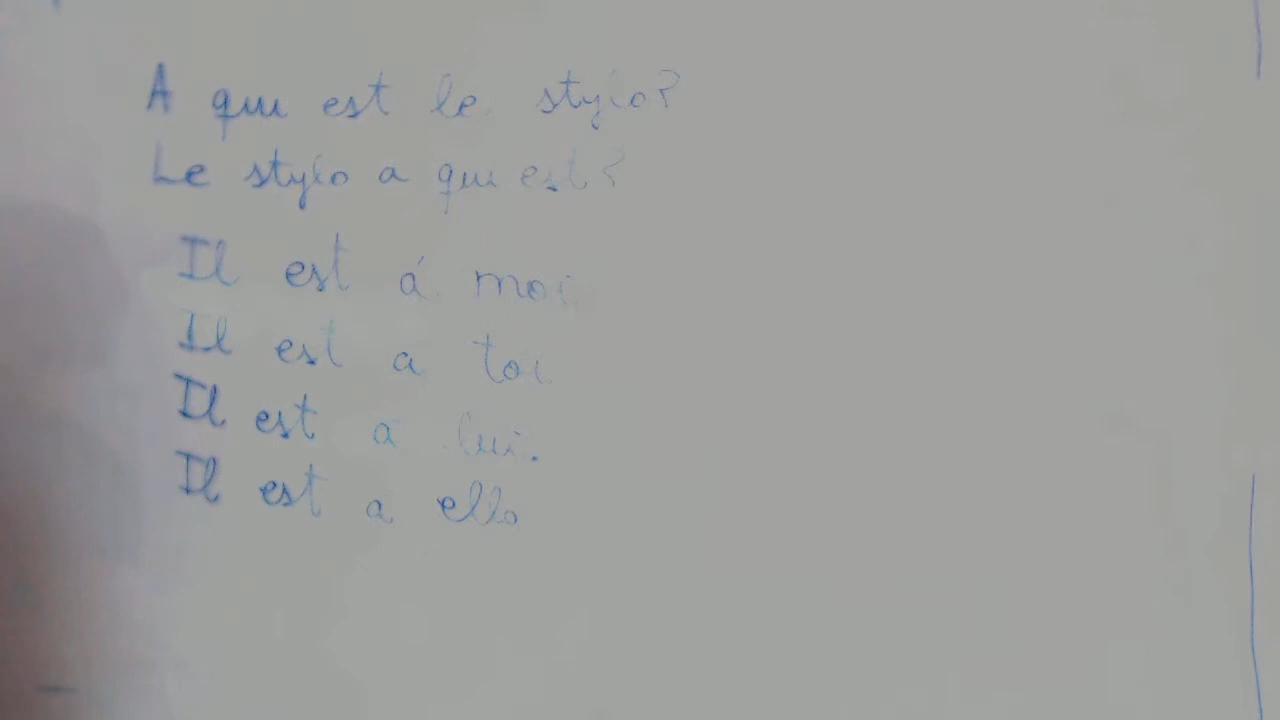 A qui est le stylo?
Le stylo a qui est?
Il est á moi
Il est a toi
Il est a lui.
Il est a elle